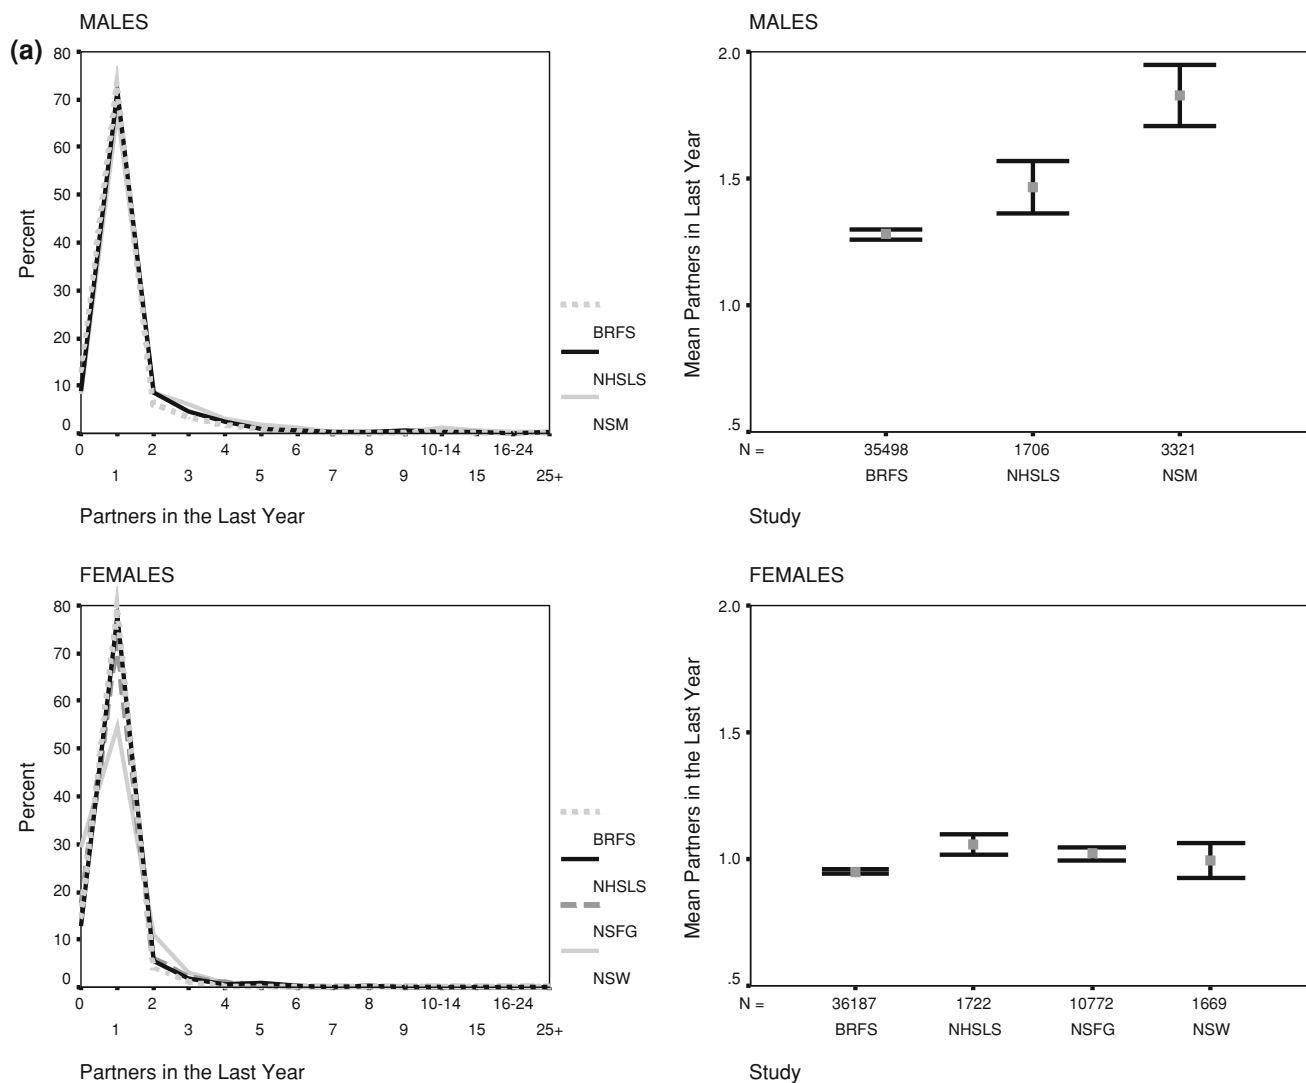 (a)
MALES
80
70
60
50
40
30
20
10
0
Percent
0 2 4 6 8 10-14 16-24
1 3 5 7 9 15 25+
Partners in the Last Year
BRFS
NHSLS
NSM
MALES
2.0
1.5
1.0
.5
Mean Partners in Last Year
N = 35498 1706 3321
BRFS NHSLS NSM
Study
FEMALES
80
70
60
50
40
30
20
10
0
Percent
0 2 4 6 8 10-14 16-24
1 3 5 7 9 15 25+
Partners in the Last Year
BRFS
NHSLS
NSFG
NSW
FEMALES
2.0
1.5
1.0
.5
Mean Partners in the Last Year
N = 36187 1722 10772 1669
BRFS NHSLS NSFG NSW
Study